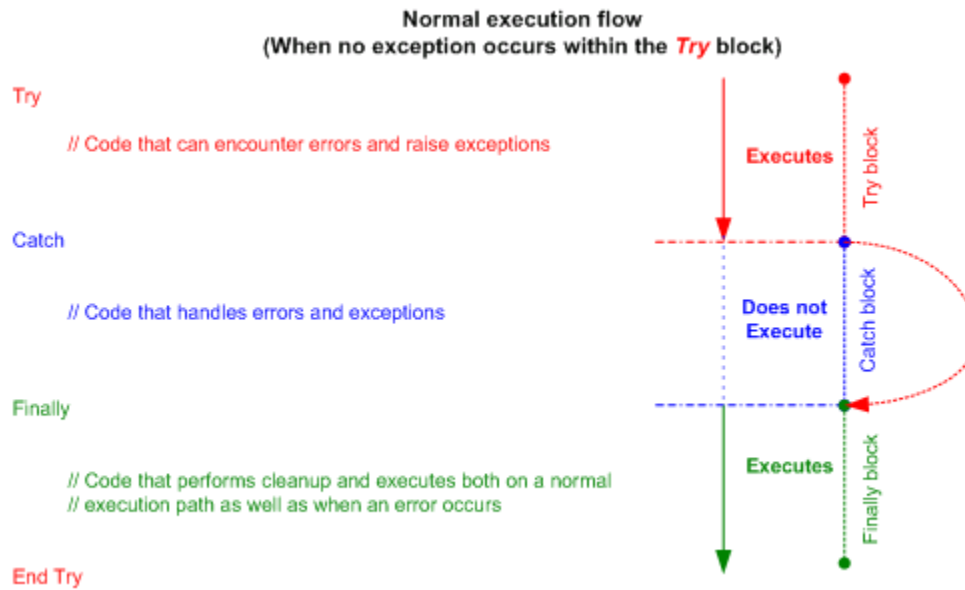 Normal execution flow
(When no exception occurs within the Try block)
Try
// Code that can encounter errors and raise exceptions
Executes
Try block
Catch
// Code that handles errors and exceptions
Does not
Execute
Catch block
Finally
// Code that performs cleanup and executes both on a normal
// execution path as well as when an error occurs
Executes
Finally block
End Try